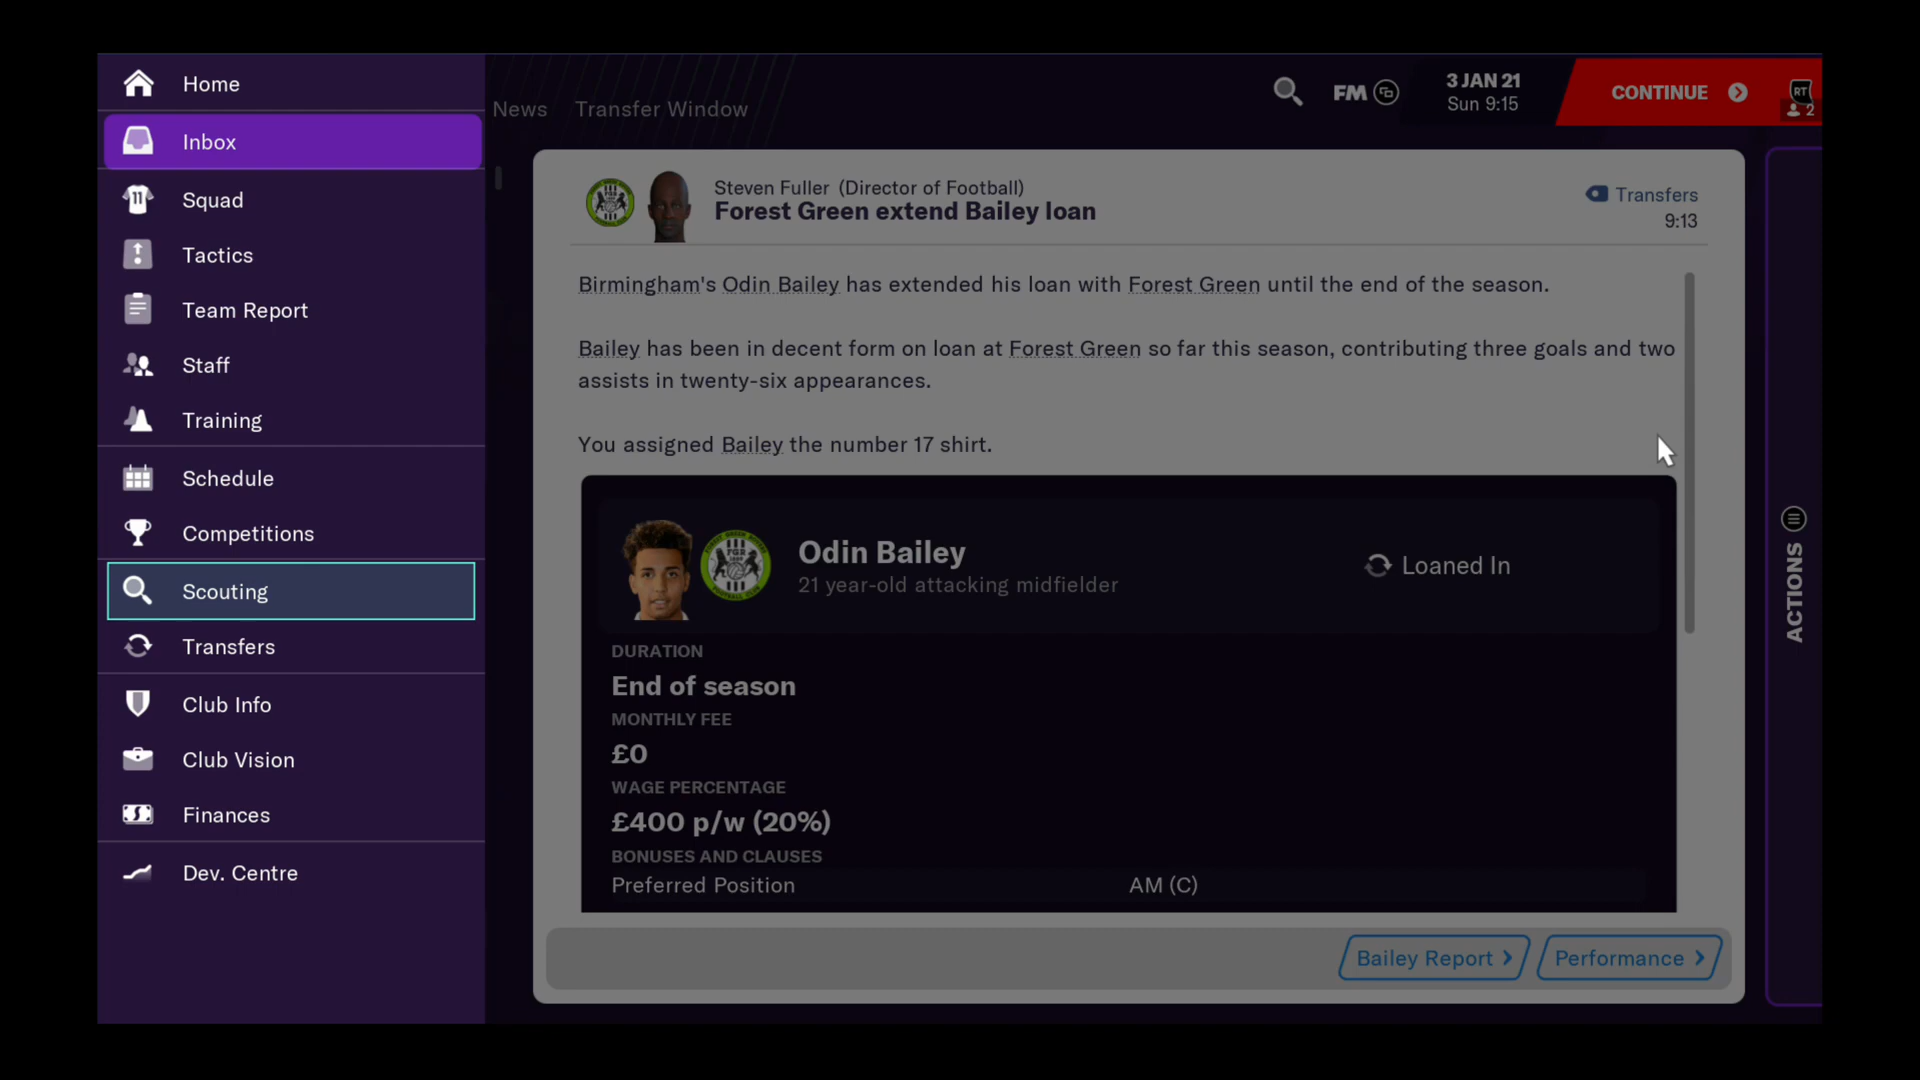 Home
Inbox
Squad
Tactics
Team Report
Staff
Training
Schedule
Competitions
Scouting
Transfers
Club Info
Club Vision
Finances
Dev. Centre
News
Transfer Window
FM
3 JAN 21
Sun 9:15
CONTINUE
RT
2
Steven Fuller (Director of Football)
Forest Green extend Bailey loan
Transfers
9:13
Birmingham's Odin Bailey has extended his loan with Forest Green until the end of the season.
Bailey has been in decent form on loan at Forest Green so far this season, contributing three goals and two
assists in twenty-six appearances.
You assigned Bailey the number 17 shirt.
Odin Bailey
21 year-old attacking midfielder
Loaned In
DURATION
End of season
MONTHLY FEE
£0
WAGE PERCENTAGE
£400 p/w (20%)
BONUSES AND CLAUSES
Preferred Position
AM (C)
Bailey Report
Performance
ACTIONS